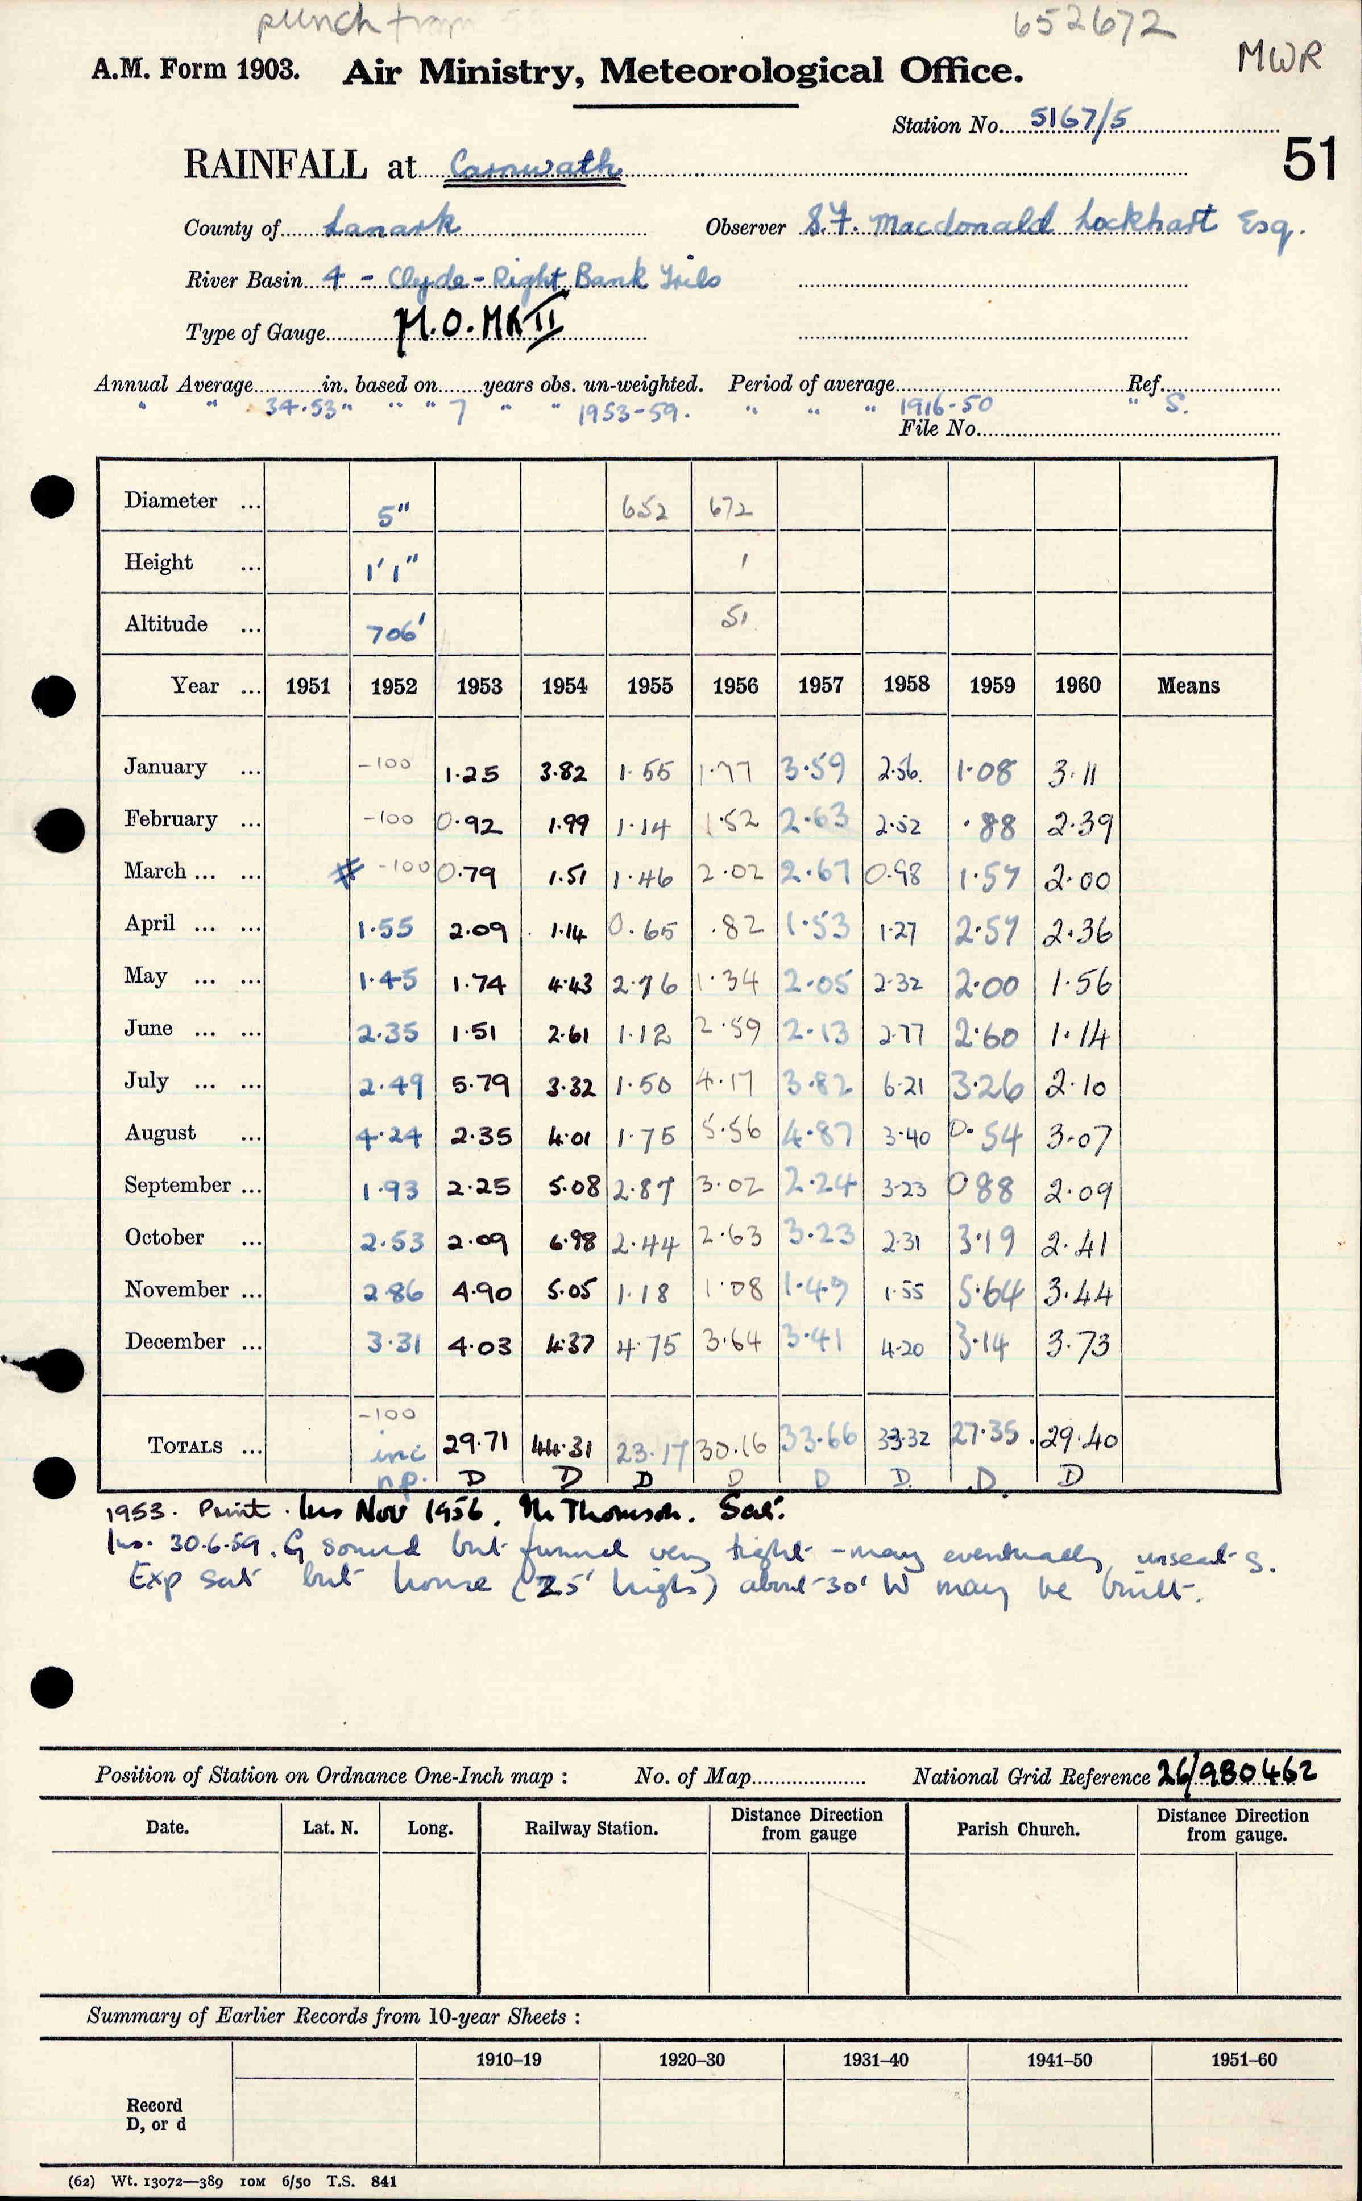 punch from 652672
MWR
A.M. Form 1903. Air Ministry, Meteorological Office.
Station No. 5167/5
51
RAINFALL at Carnwath
County of Lanark Observer S.F. Macdonald Lockhart Esq.
River Basin 4 - Clyde - Right Bank Tribs
Type of Gauge M.O. MK II
Annual Average in. based on years obs. un-weighted. Period of average Ref.
" " 34.53 " " " 7 " " 1953-59. " " " 1916-50 " S.
File No.
Diameter ... 5" 652 672
Height ... 1'1" 1
Altitude ... 706' 51
Year ... 1951 1952 1953 1954 1955 1956 1957 1958 1959 1960 Means
January ... -100 1.25 3.82 1.55 1.77 3.59 2.56 1.08 3.11
February ... -100 0.92 1.99 1.14 1.52 2.63 2.52 .88 2.39
March ... ... # -100 0.79 1.51 1.46 2.02 2.67 0.98 1.57 2.00
April ... ... 1.55 2.09 1.14 0.65 .82 1.53 1.27 2.57 2.36
May ... ... 1.45 1.74 4.43 2.76 1.34 2.05 2.32 2.00 1.56
June ... ... 2.35 1.51 2.61 1.12 2.59 2.13 2.77 2.60 1.14
July ... ... 2.49 5.79 3.32 1.50 4.17 3.82 6.21 3.26 2.10
August ... 4.24 2.35 4.01 1.75 5.56 4.87 3.40 0.54 3.07
September ... 1.93 2.25 5.08 2.87 3.02 2.24 3.23 0.88 2.09
October ... 2.53 2.09 6.98 2.44 2.63 3.23 2.31 3.19 2.41
November ... 2.86 4.90 5.05 1.18 1.08 1.49 1.55 5.64 3.44
December ... 3.31 4.03 4.37 4.75 3.64 3.41 4.20 3.14 3.73
-100
TOTALS ... inc 29.71 44.31 23.17 30.16 33.66 33.32 27.35 29.40
n.p. D D D D D D D D
1953. Print. Ins Nov 1956. Mr Thomson. Sat.
Ins. 30.6.59. G sound but funnel very tight - may eventually unseat S.
Exp sat but house (25' high) about 30' W may be built.
Position of Station on Ordnance One-Inch map : No. of Map National Grid Reference 26/980462
Date. Lat. N. Long. Railway Station. Distance Direction from gauge Parish Church. Distance Direction from gauge.
Summary of Earlier Records from 10-year Sheets :
1910–19 1920–30 1931–40 1941–50 1951–60
Record
D, or d
(62) Wt. 13072—389 10M 6/50 T.S. 841